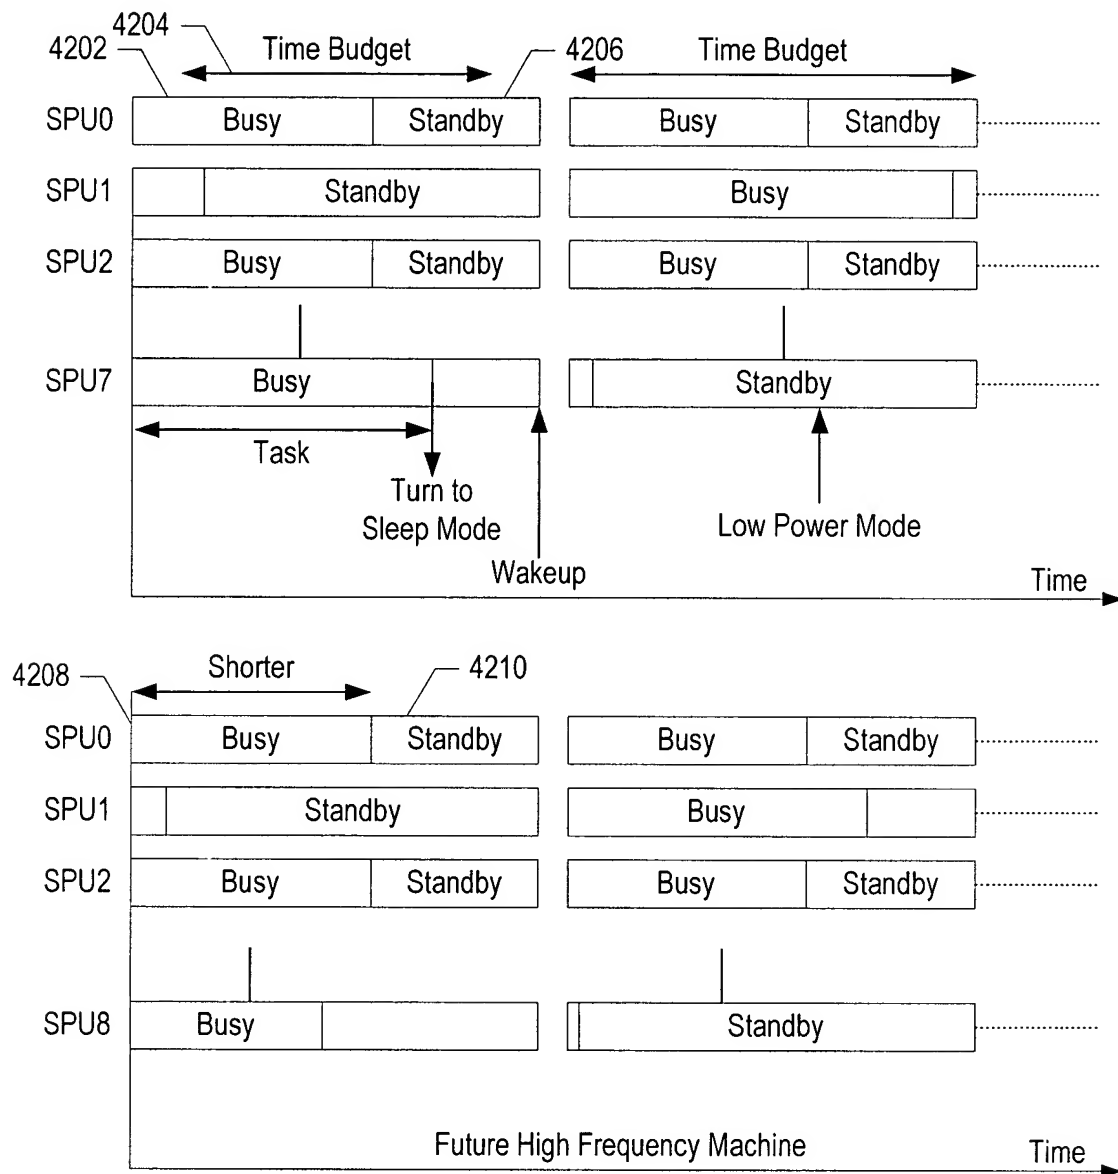 4204
4202
Time Budget
4206
Time Budget
SPU0
Busy
Standby
Busy
Standby
SPU1
Standby
Busy
SPU2
Busy
Standby
Busy
Standby
SPU7
Busy
Standby
Task
Turn to
Sleep Mode
Low Power Mode
Wakeup
Time
4208
Shorter
4210
SPU0
Busy
Standby
Busy
Standby
SPU1
Standby
Busy
SPU2
Busy
Standby
Busy
Standby
SPU8
Busy
Standby
Future High Frequency Machine
Time